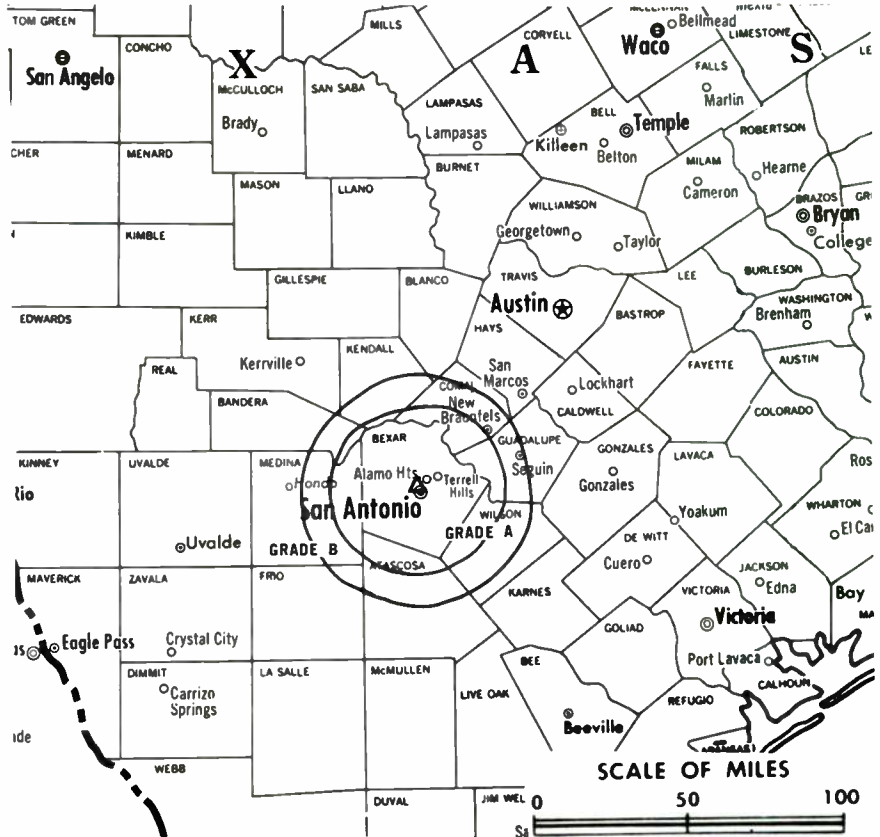 TOM GREEN
CONCHO
MILLS
CORYELL
McLENNAN
Bellmead
LIMESTONE
X
A
S
Waco
San Angelo
McCULLOCH
SAN SABA
LAMPASAS
FALLS
Marlin
Brady
Lampasas
BELL
Temple
Killeen
Belton
ROBERTSON
MENARD
BURNET
MILAM
Hearne
Cameron
MASON
LLANO
WILLIAMSON
BRAZOS
Bryan
College
KIMBLE
Georgetown
Taylor
GILLESPIE
BLANCO
TRAVIS
LEE
BURLESON
WASHINGTON
Brenham
Austin
EDWARDS
KERR
HAYS
BASTROP
Kerrville
KENDALL
AUSTIN
REAL
San
Marcos
FAYETTE
BANDERA
COMAL
New
Braunfels
Lockhart
CALDWELL
COLORADO
BEXAR
GUADALUPE
Seguin
GONZALES
Gonzales
LAVACA
KINNEY
UVALDE
MEDINA
Hondo
Alamo Hts
Terrell
Hills
San Antonio
WILSON
GRADE A
GRADE B
Yoakum
WHARTON
Uvalde
DE WITT
Cuero
ATASCOSA
MAVERICK
ZAVALA
FRIO
KARNES
JACKSON
Edna
VICTORIA
Victoria
Bay
Eagle Pass
Crystal City
GOLIAD
Port Lavaca
CALHOUN
DIMMIT
Carrizo
Springs
LA SALLE
McMULLEN
LIVE OAK
BEE
REFUGIO
Beeville
ARANSAS
WEBB
DUVAL
JIM WEL
SCALE OF MILES
0 50 100